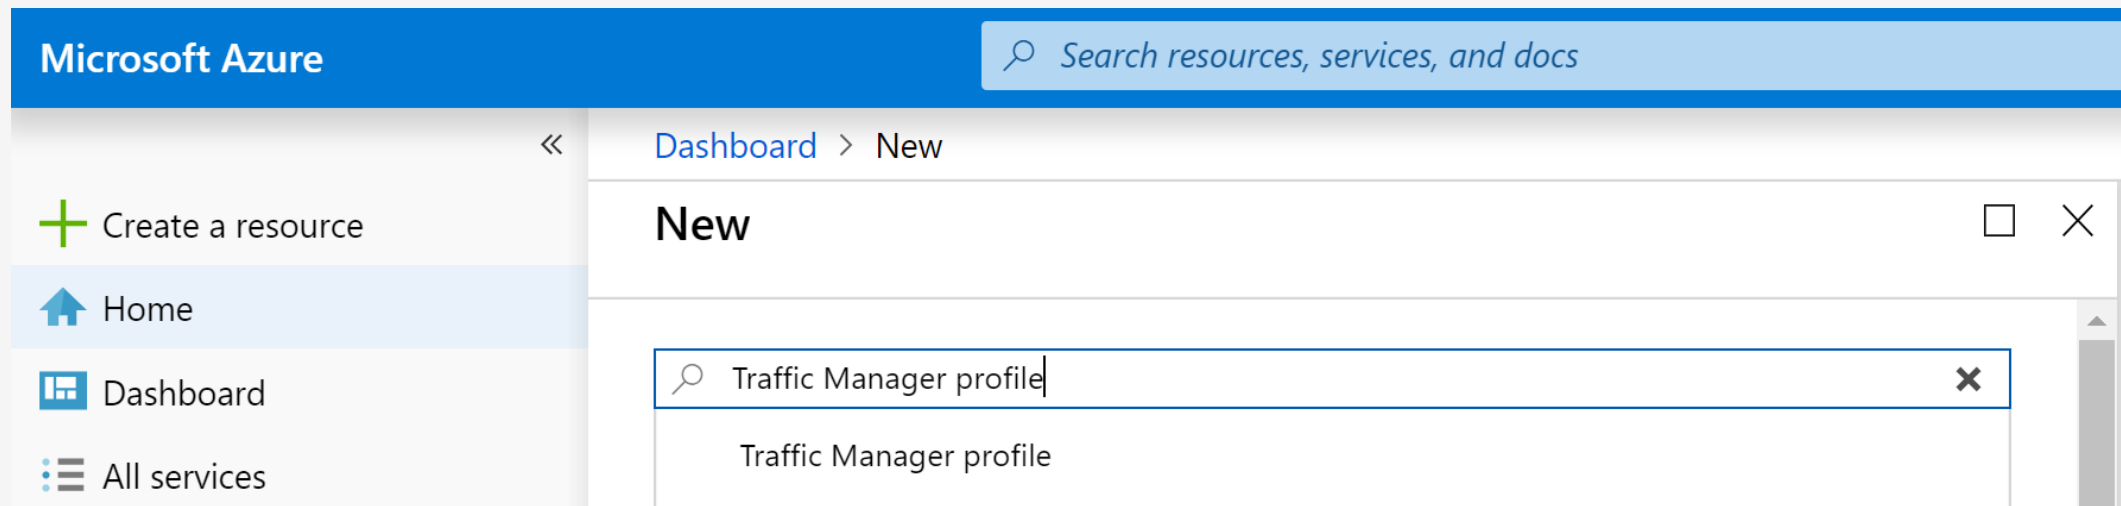 Microsoft Azure
Search resources, services, and docs
Dashboard > New
Create a resource
Home
Dashboard
All services
New
Traffic Manager profile
Traffic Manager profile